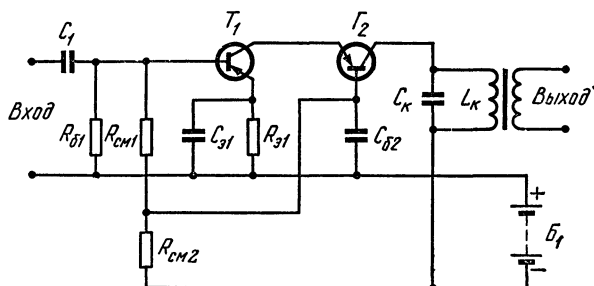 C₁
T₁
Г₂
Вход
Rб1
Rсм1
Cэ1
Rэ1
Cб2
Cк
Lк
Выход
Rсм2
+
Б₁
−